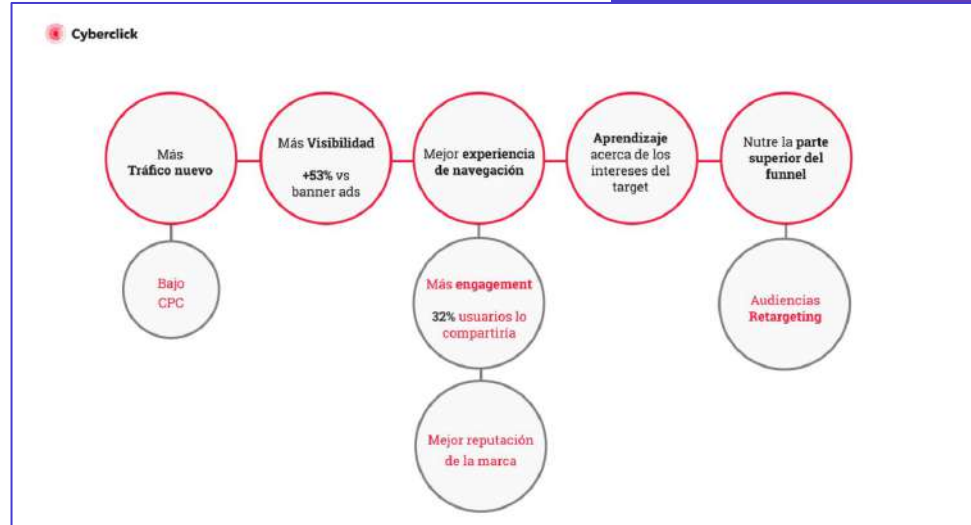 Cyberclick
Más
Tráfico nuevo
Más Visibilidad
+53% vs
banner ads
Mejor experiencia
de navegación
Aprendizaje
acerca de los
intereses del
target
Nutre la parte
superior del
funnel
Bajo
CPC
Más engagement
32% usuarios lo
compartiría
Audiencias
Retargeting
Mejor reputación
de la marca